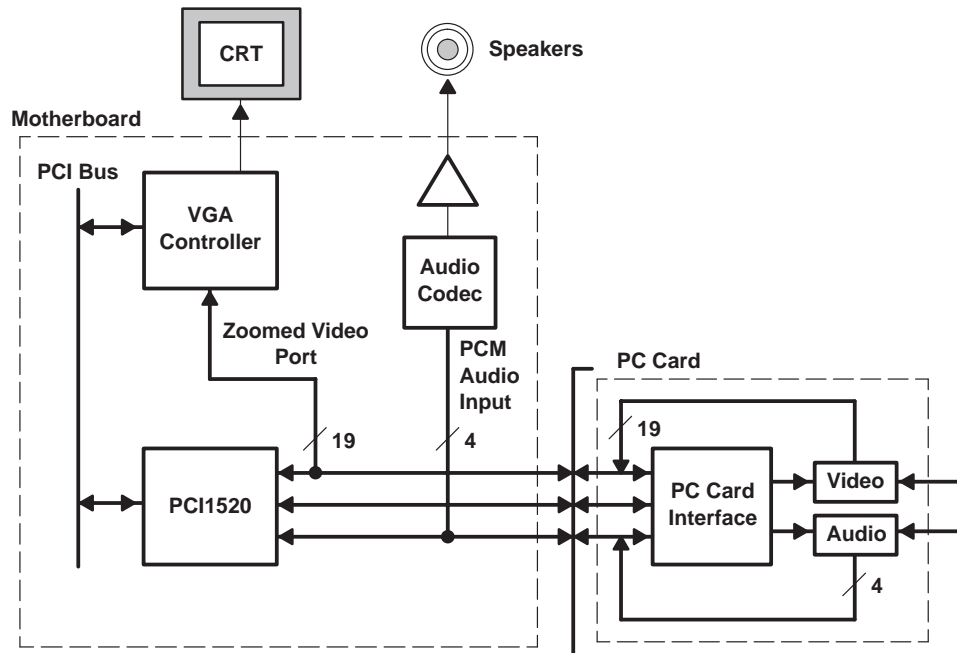 CRT
Speakers
Motherboard
PCI Bus
VGA
Controller
Audio
Codec
Zoomed Video
Port
PCM
Audio
Input
PC Card
19
4
19
PCI1520
PC Card
Interface
Video
Audio
4